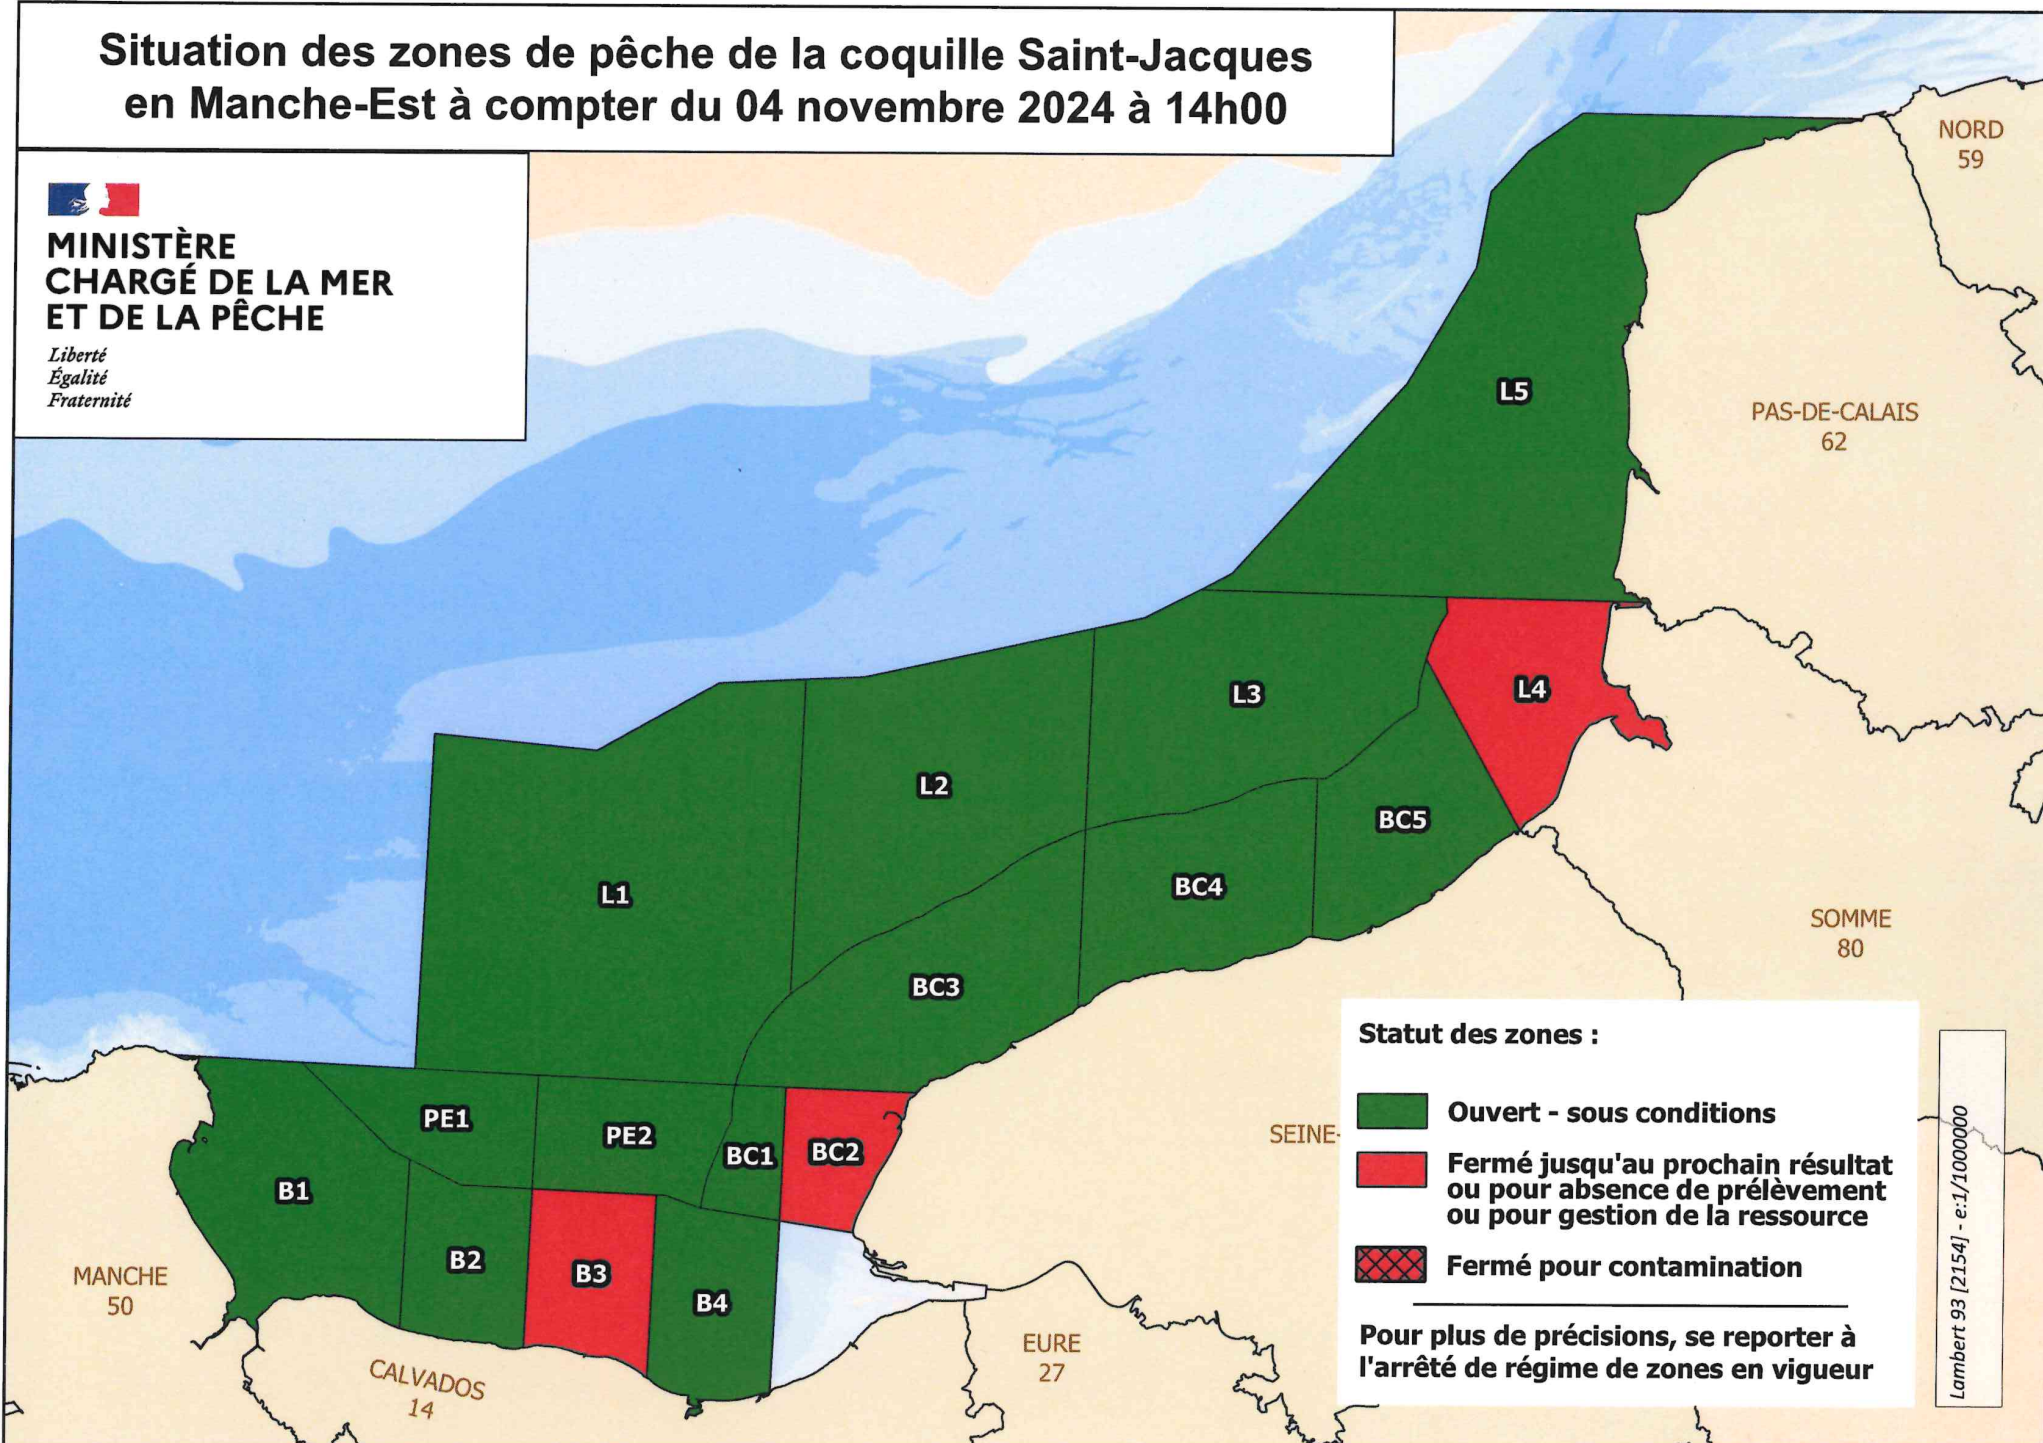 Situation des zones de pêche de la coquille Saint-Jacques
en Manche-Est à compter du 04 novembre 2024 à 14h00
MINISTÈRE
CHARGÉ DE LA MER
ET DE LA PÊCHE
Liberté
Égalité
Fraternité
NORD
59
L5
PAS-DE-CALAIS
62
L4
L3
L2
BC5
L1
BC4
SOMME
80
BC3
PE1
PE2
BC1
BC2
SEINE-
B1
B2
B3
B4
MANCHE
50
CALVADOS
14
EURE
27
Statut des zones :
Ouvert - sous conditions
Fermé jusqu'au prochain résultat
ou pour absence de prélèvement
ou pour gestion de la ressource
Fermé pour contamination
Pour plus de précisions, se reporter à
l'arrêté de régime de zones en vigueur
Lambert 93 [2154] - e:1/1000000